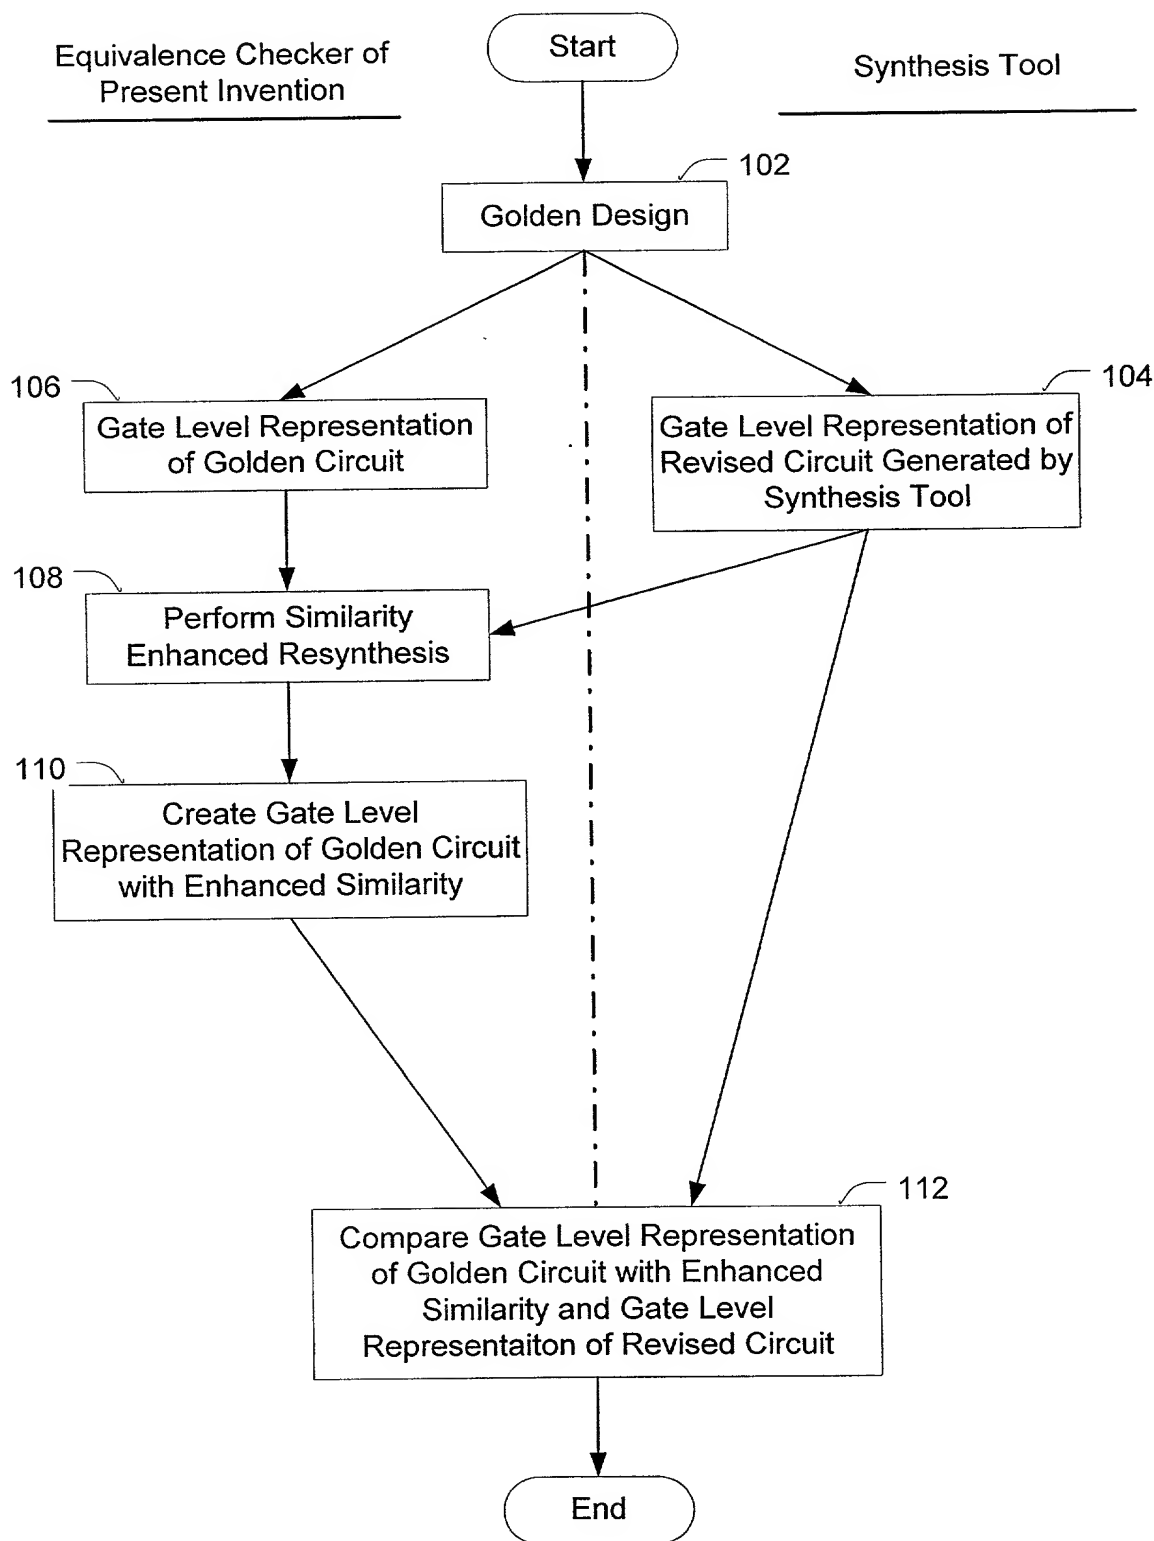 Equivalence Checker of
Present Invention
Start
Synthesis Tool
102
Golden Design
106
Gate Level Representation
of Golden Circuit
104
Gate Level Representation of
Revised Circuit Generated by
Synthesis Tool
108
Perform Similarity
Enhanced Resynthesis
110
Create Gate Level
Representation of Golden Circuit
with Enhanced Similarity
112
Compare Gate Level Representation
of Golden Circuit with Enhanced
Similarity and Gate Level
Representaiton of Revised Circuit
End